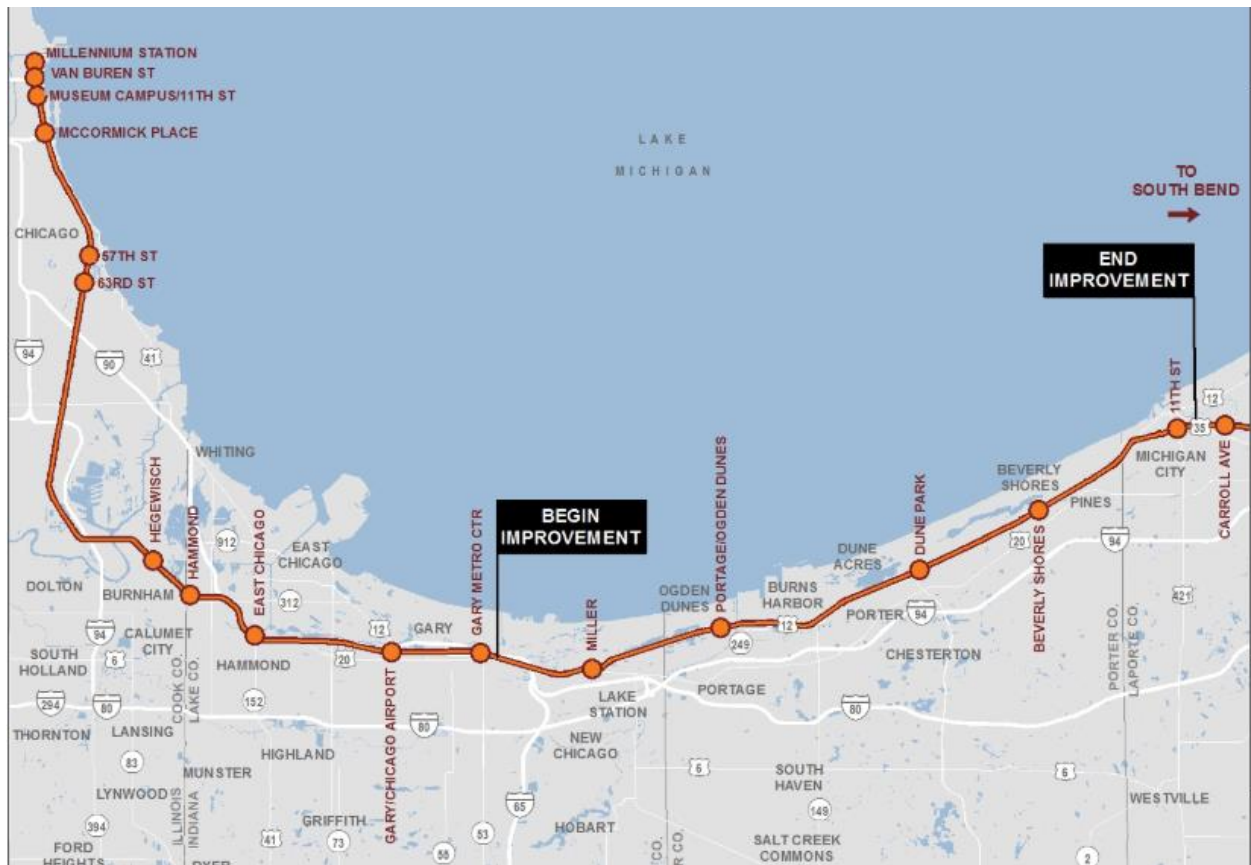 MILLENNIUM STATION
VAN BUREN ST
MUSEUM CAMPUS/11TH ST
MCCORMICK PLACE
LAKE
MICHIGAN
TO
SOUTH BEND
CHICAGO
57TH ST
63RD ST
END
IMPROVEMENT
94
90
41
11TH ST
12
35
CARROLL AVE
MICHIGAN
CITY
WHITING
BEVERLY
SHORES
PINES
HEGEWISCH
HAMMOND
912
EAST CHICAGO
EAST
CHICAGO
312
BEGIN
IMPROVEMENT
GARY METRO CTR
PORTAGE/OGDEN DUNES
DUNE PARK
BEVERLY SHORES
20
94
DUNE
ACRES
DOLTON
BURNHAM
OGDEN
DUNES
BURNS
HARBOR
12
PORTER
94
421
94
CALUMET
CITY
6
SOUTH
HOLLAND
HAMMOND
12
20
GARY
MILLER
249
CHESTERTON
PORTER CO.
LAPORTE CO.
COOK CO.
LAKE CO.
GARY/CHICAGO AIRPORT
294
80
152
80
LAKE
STATION
PORTAGE
80
THORNTON
LANSING
HIGHLAND
NEW
CHICAGO
83
MUNSTER
6
SOUTH
HAVEN
6
LYNWOOD
ILLINOIS
INDIANA
65
149
WESTVILLE
394
GRIFFITH
41
73
55
53
HOBART
SALT CREEK
COMMONS
2
FORD
HEIGHTS
DYER
CO.
R CO.